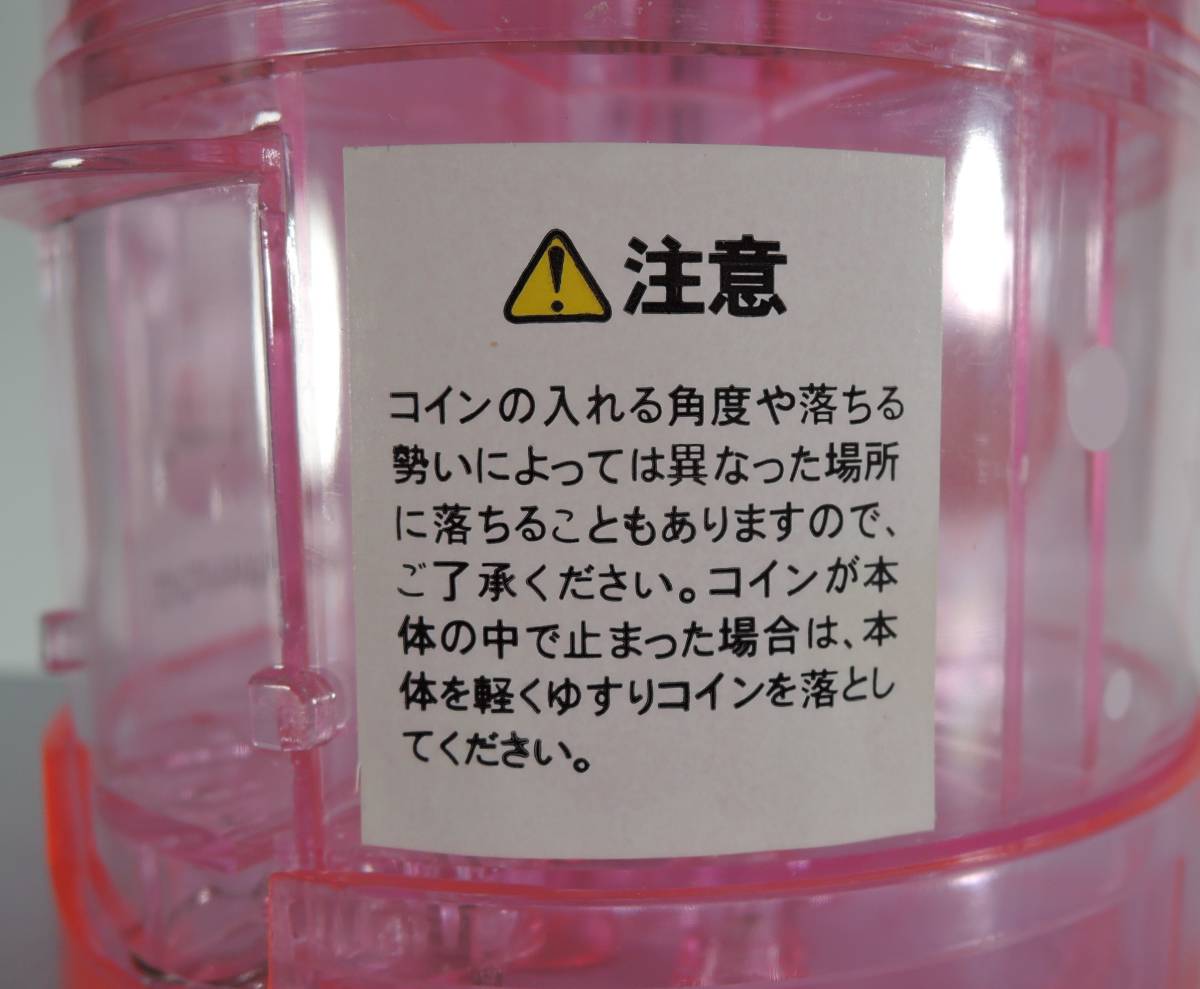 注意
コインの入れる角度や落ちる
勢いによっては異なった場所
に落ちることもありますので、
ご了承ください。コインが本
体の中で止まった場合は、本
体を軽くゆすりコインを落とし
てください。